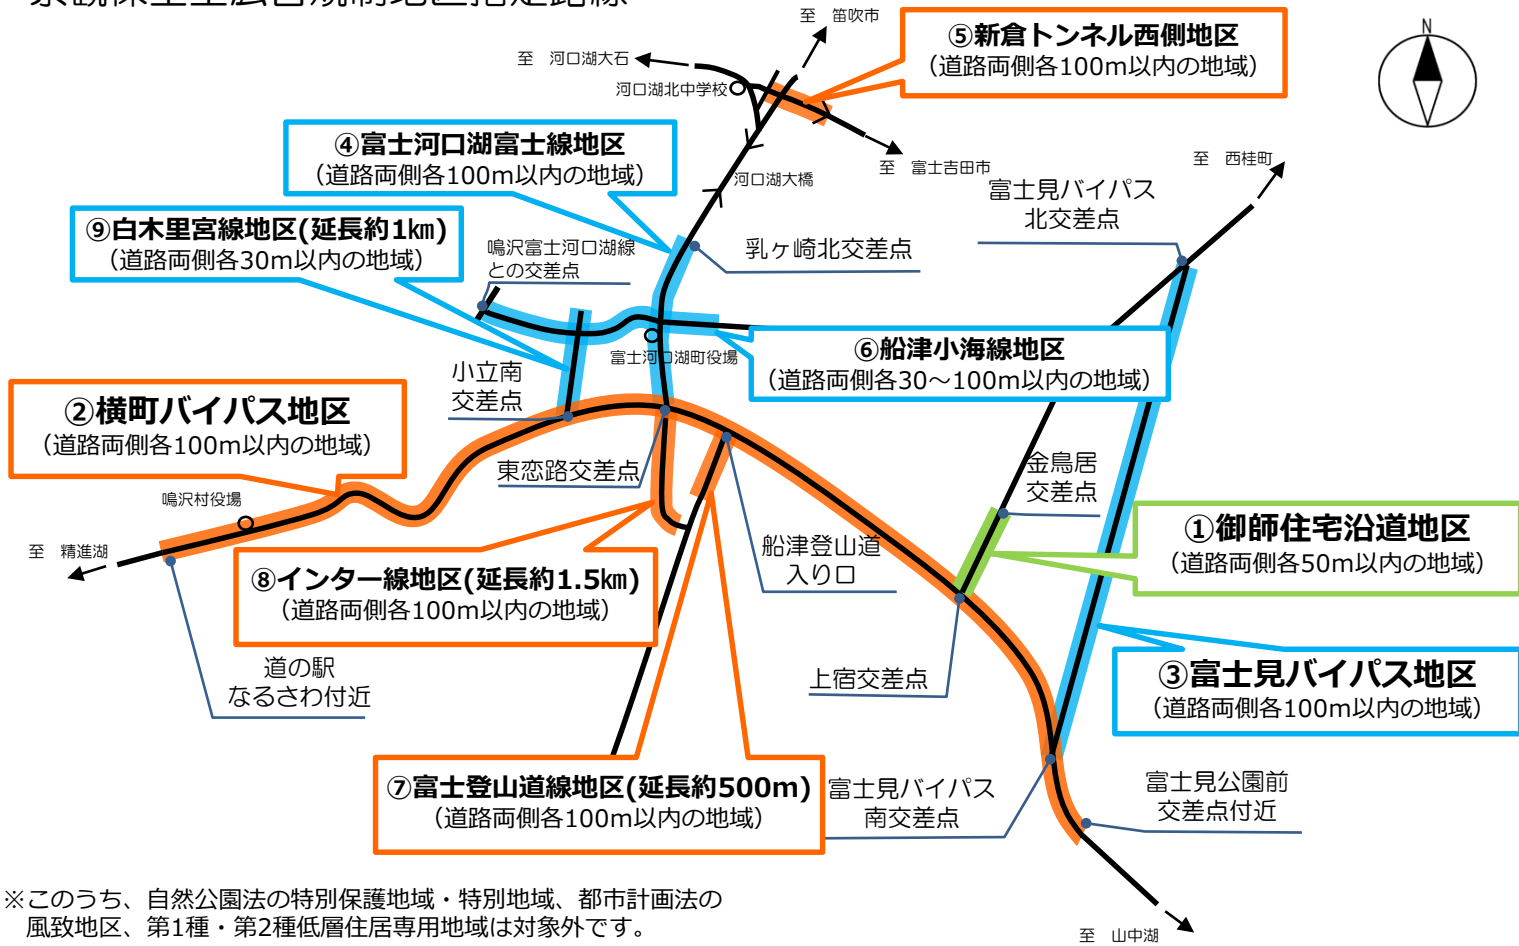 景観保全型広告規制地区指定路線
至 笛吹市
N
⑤新倉トンネル西側地区
（道路両側各100m以内の地域）
至 河口湖大石
河口湖北中学校
④富士河口湖富士線地区
（道路両側各100m以内の地域）
至 富士吉田市
至 西桂町
河口湖大橋
富士見バイパス
北交差点
⑨白木里宮線地区(延長約1㎞)
（道路両側各30m以内の地域）
鳴沢富士河口湖線
との交差点
乳ヶ崎北交差点
富士河口湖町役場
⑥船津小海線地区
（道路両側各30～100m以内の地域）
小立南
交差点
②横町バイパス地区
（道路両側各100m以内の地域）
東恋路交差点
金鳥居
交差点
鳴沢村役場
至 精進湖
①御師住宅沿道地区
（道路両側各50m以内の地域）
船津登山道
入り口
⑧インター線地区(延長約1.5㎞)
（道路両側各100m以内の地域）
道の駅
なるさわ付近
上宿交差点
③富士見バイパス地区
（道路両側各100m以内の地域）
⑦富士登山道線地区(延長約500m)
（道路両側各100m以内の地域）
富士見バイパス
南交差点
富士見公園前
交差点付近
※このうち、自然公園法の特別保護地域・特別地域、都市計画法の
風致地区、第1種・第2種低層住居専用地域は対象外です。
至 山中湖